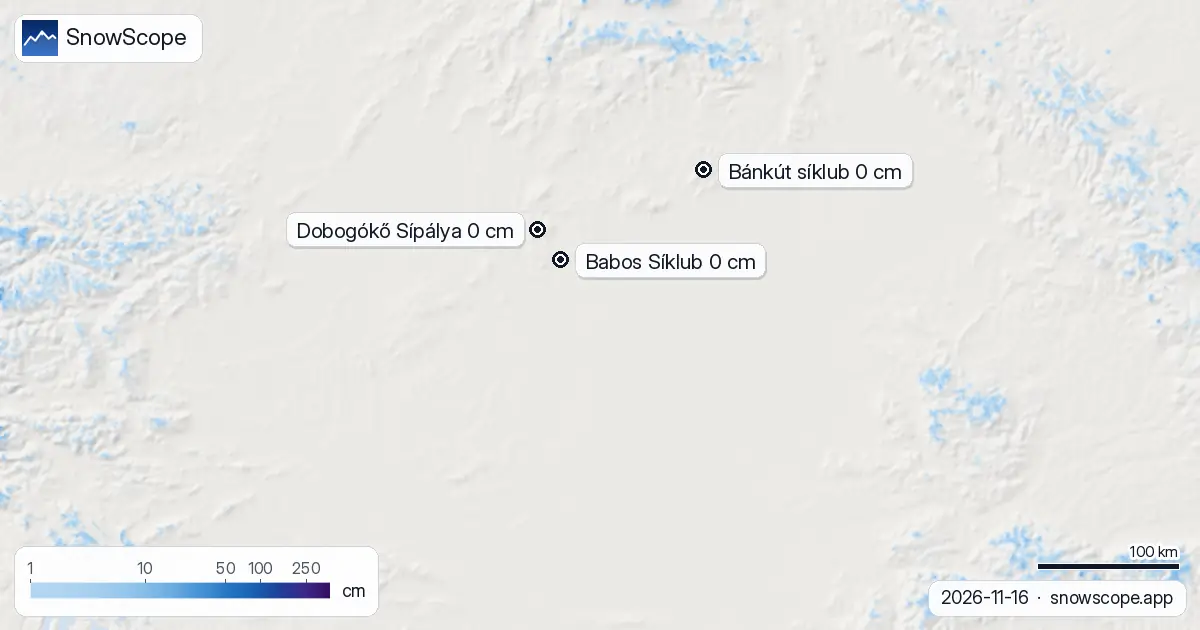 SnowScope
Bánkút síklub 0 cm
Dobogókő Sípálya 0 cm
Babos Síklub 0 cm
1 10 50 100 250
cm
100 km
2026-11-16 · snowscope.app